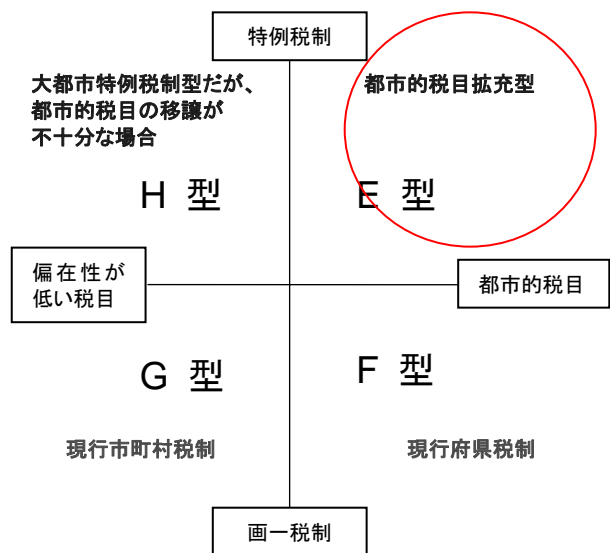 特例税制
大都市特例税制型だが、
都市的税目の移譲が
不十分な場合
都市的税目拡充型
H 型
E 型
偏在性が
低い税目
都市的税目
G 型
F 型
現行市町村税制
現行府県税制
画一税制